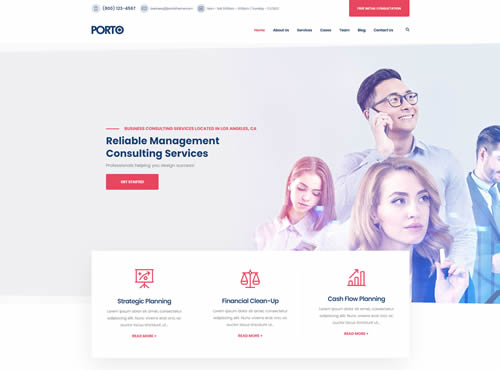 (800) 123-4567
business@portotheme.com
Mon - Sat 9:00am - 6:00pm / Sunday - CLOSED
FREE INITIAL CONSULTATION
PORTO
Home
About Us
Services
Cases
Team
Blog
Contact Us
BUSINESS CONSULTING SERVICES LOCATED IN LOS ANGELES, CA
Reliable Management
Consulting Services
Professionals helping you design success!
GET STARTED
Strategic Planning
Lorem ipsum dolor sit amet, consectetur
adipiscing elit. Nunc viverra erat orci, ac
auctor lacus tincidunt ut...
READ MORE +
Financial Clean-Up
Lorem ipsum dolor sit amet, consectetur
adipiscing elit. Nunc viverra erat orci, ac
auctor lacus tincidunt ut...
READ MORE +
Cash Flow Planning
Lorem ipsum dolor sit amet, consectetur
adipiscing elit. Nunc viverra erat orci, ac
auctor lacus tincidunt ut...
READ MORE +